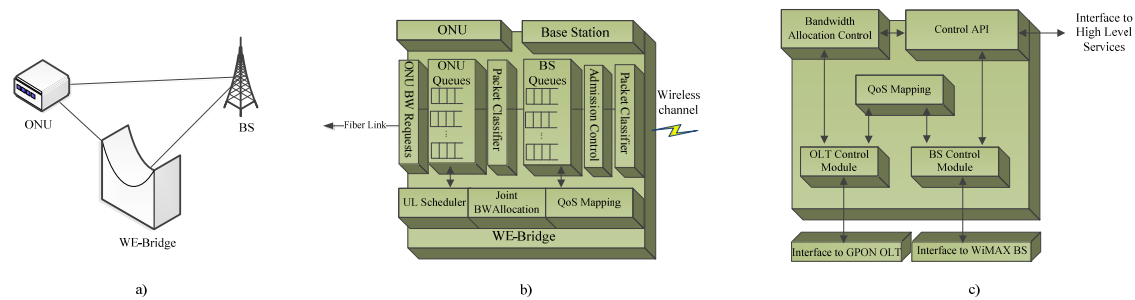 ONU
BS
WE-Bridge
a)
ONU
Base Station
ONU BW Requests
ONU
Queues
Packet Classifier
BS
Queues
Admission Control
Packet Classifier
Wireless
channel
Fiber Link
UL Scheduler
Joint
BWAllocation
QoS Mapping
WE-Bridge
b)
Bandwidth
Allocation Control
Control API
Interface to
High Level
Services
QoS Mapping
OLT Control
Module
BS Control
Module
Interface to GPON OLT
Interface to WiMAX BS
c)